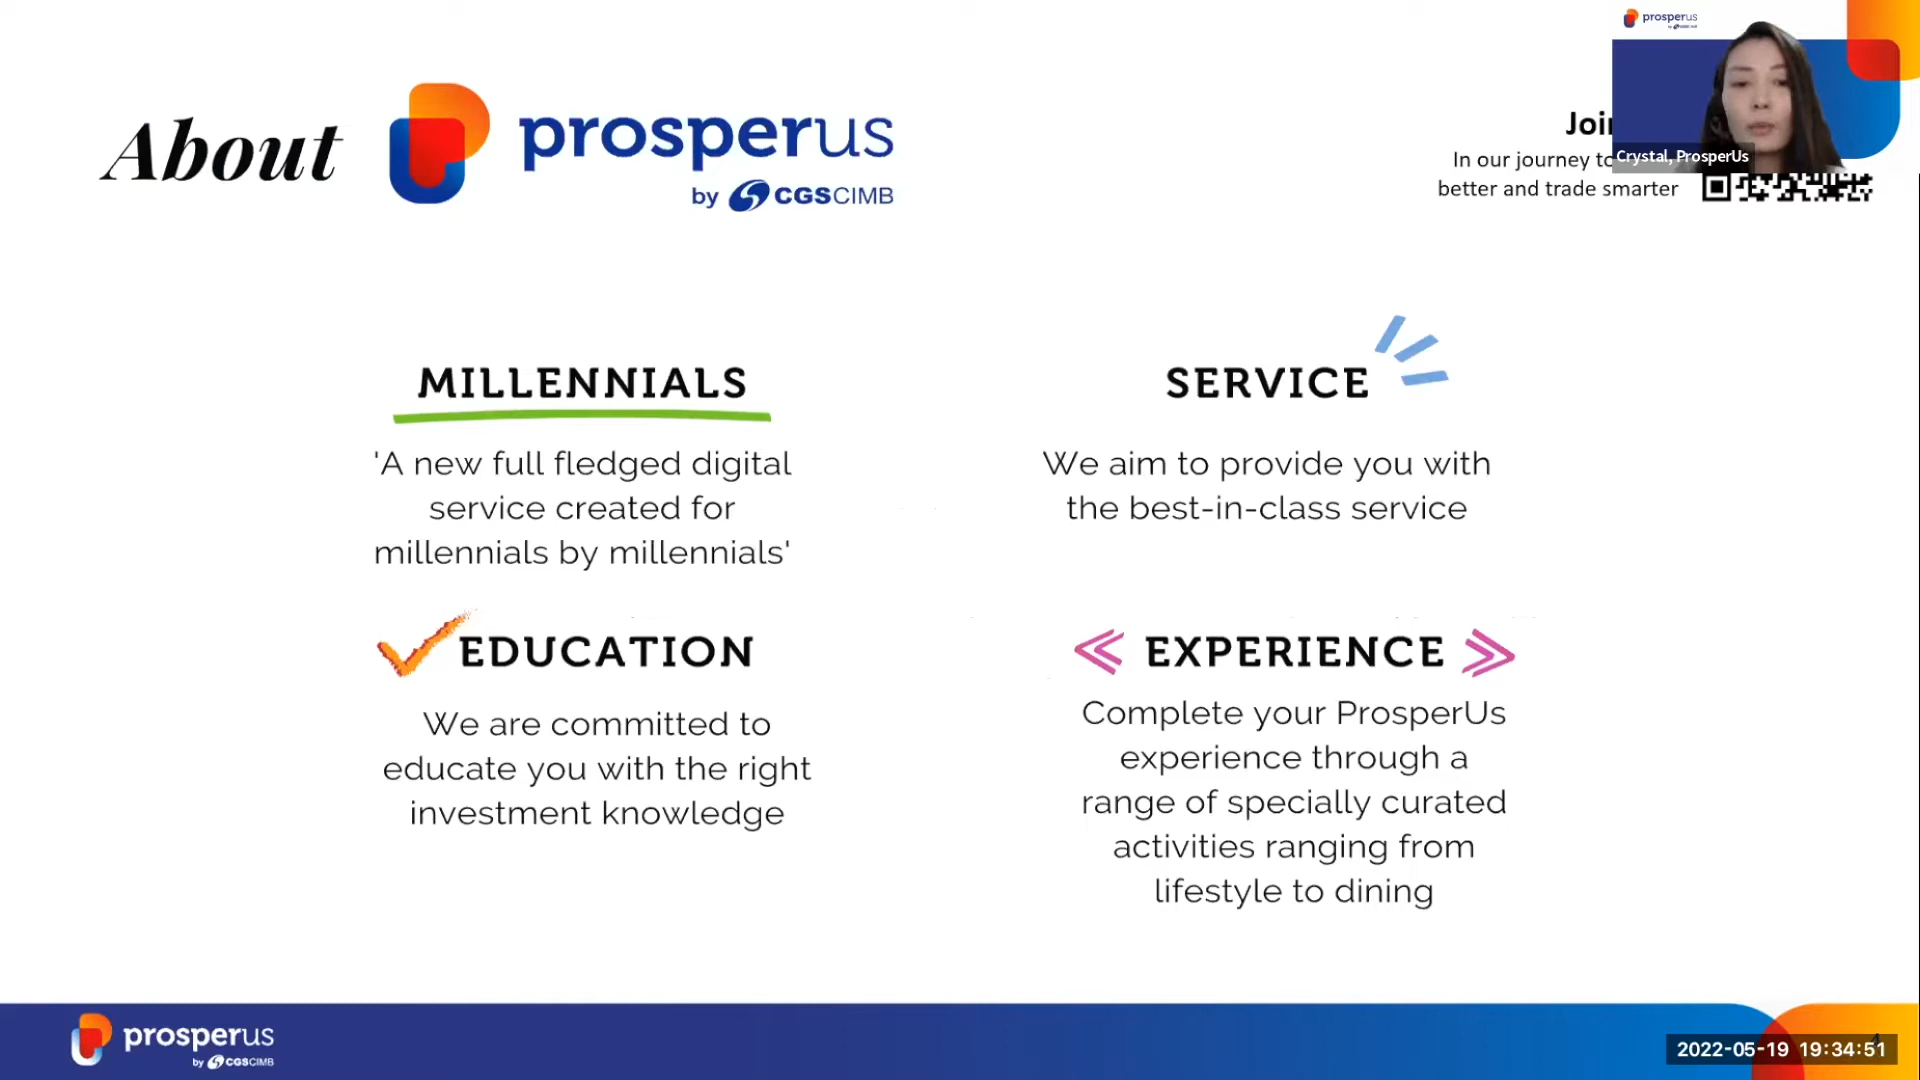 prosperus
by CGSCIMB
About
prosperus
by CGSCIMB
In our journey to
better and trade smarter
Crystal, ProsperUs
MILLENNIALS
'A new full fledged digital
service created for
millennials by millennials'
SERVICE
We aim to provide you with
the best-in-class service
EDUCATION
We are committed to
educate you with the right
investment knowledge
EXPERIENCE
Complete your ProsperUs
experience through a
range of specially curated
activities ranging from
lifestyle to dining
prosperus
by CGSCIMB
2022-05-19 19:34:51